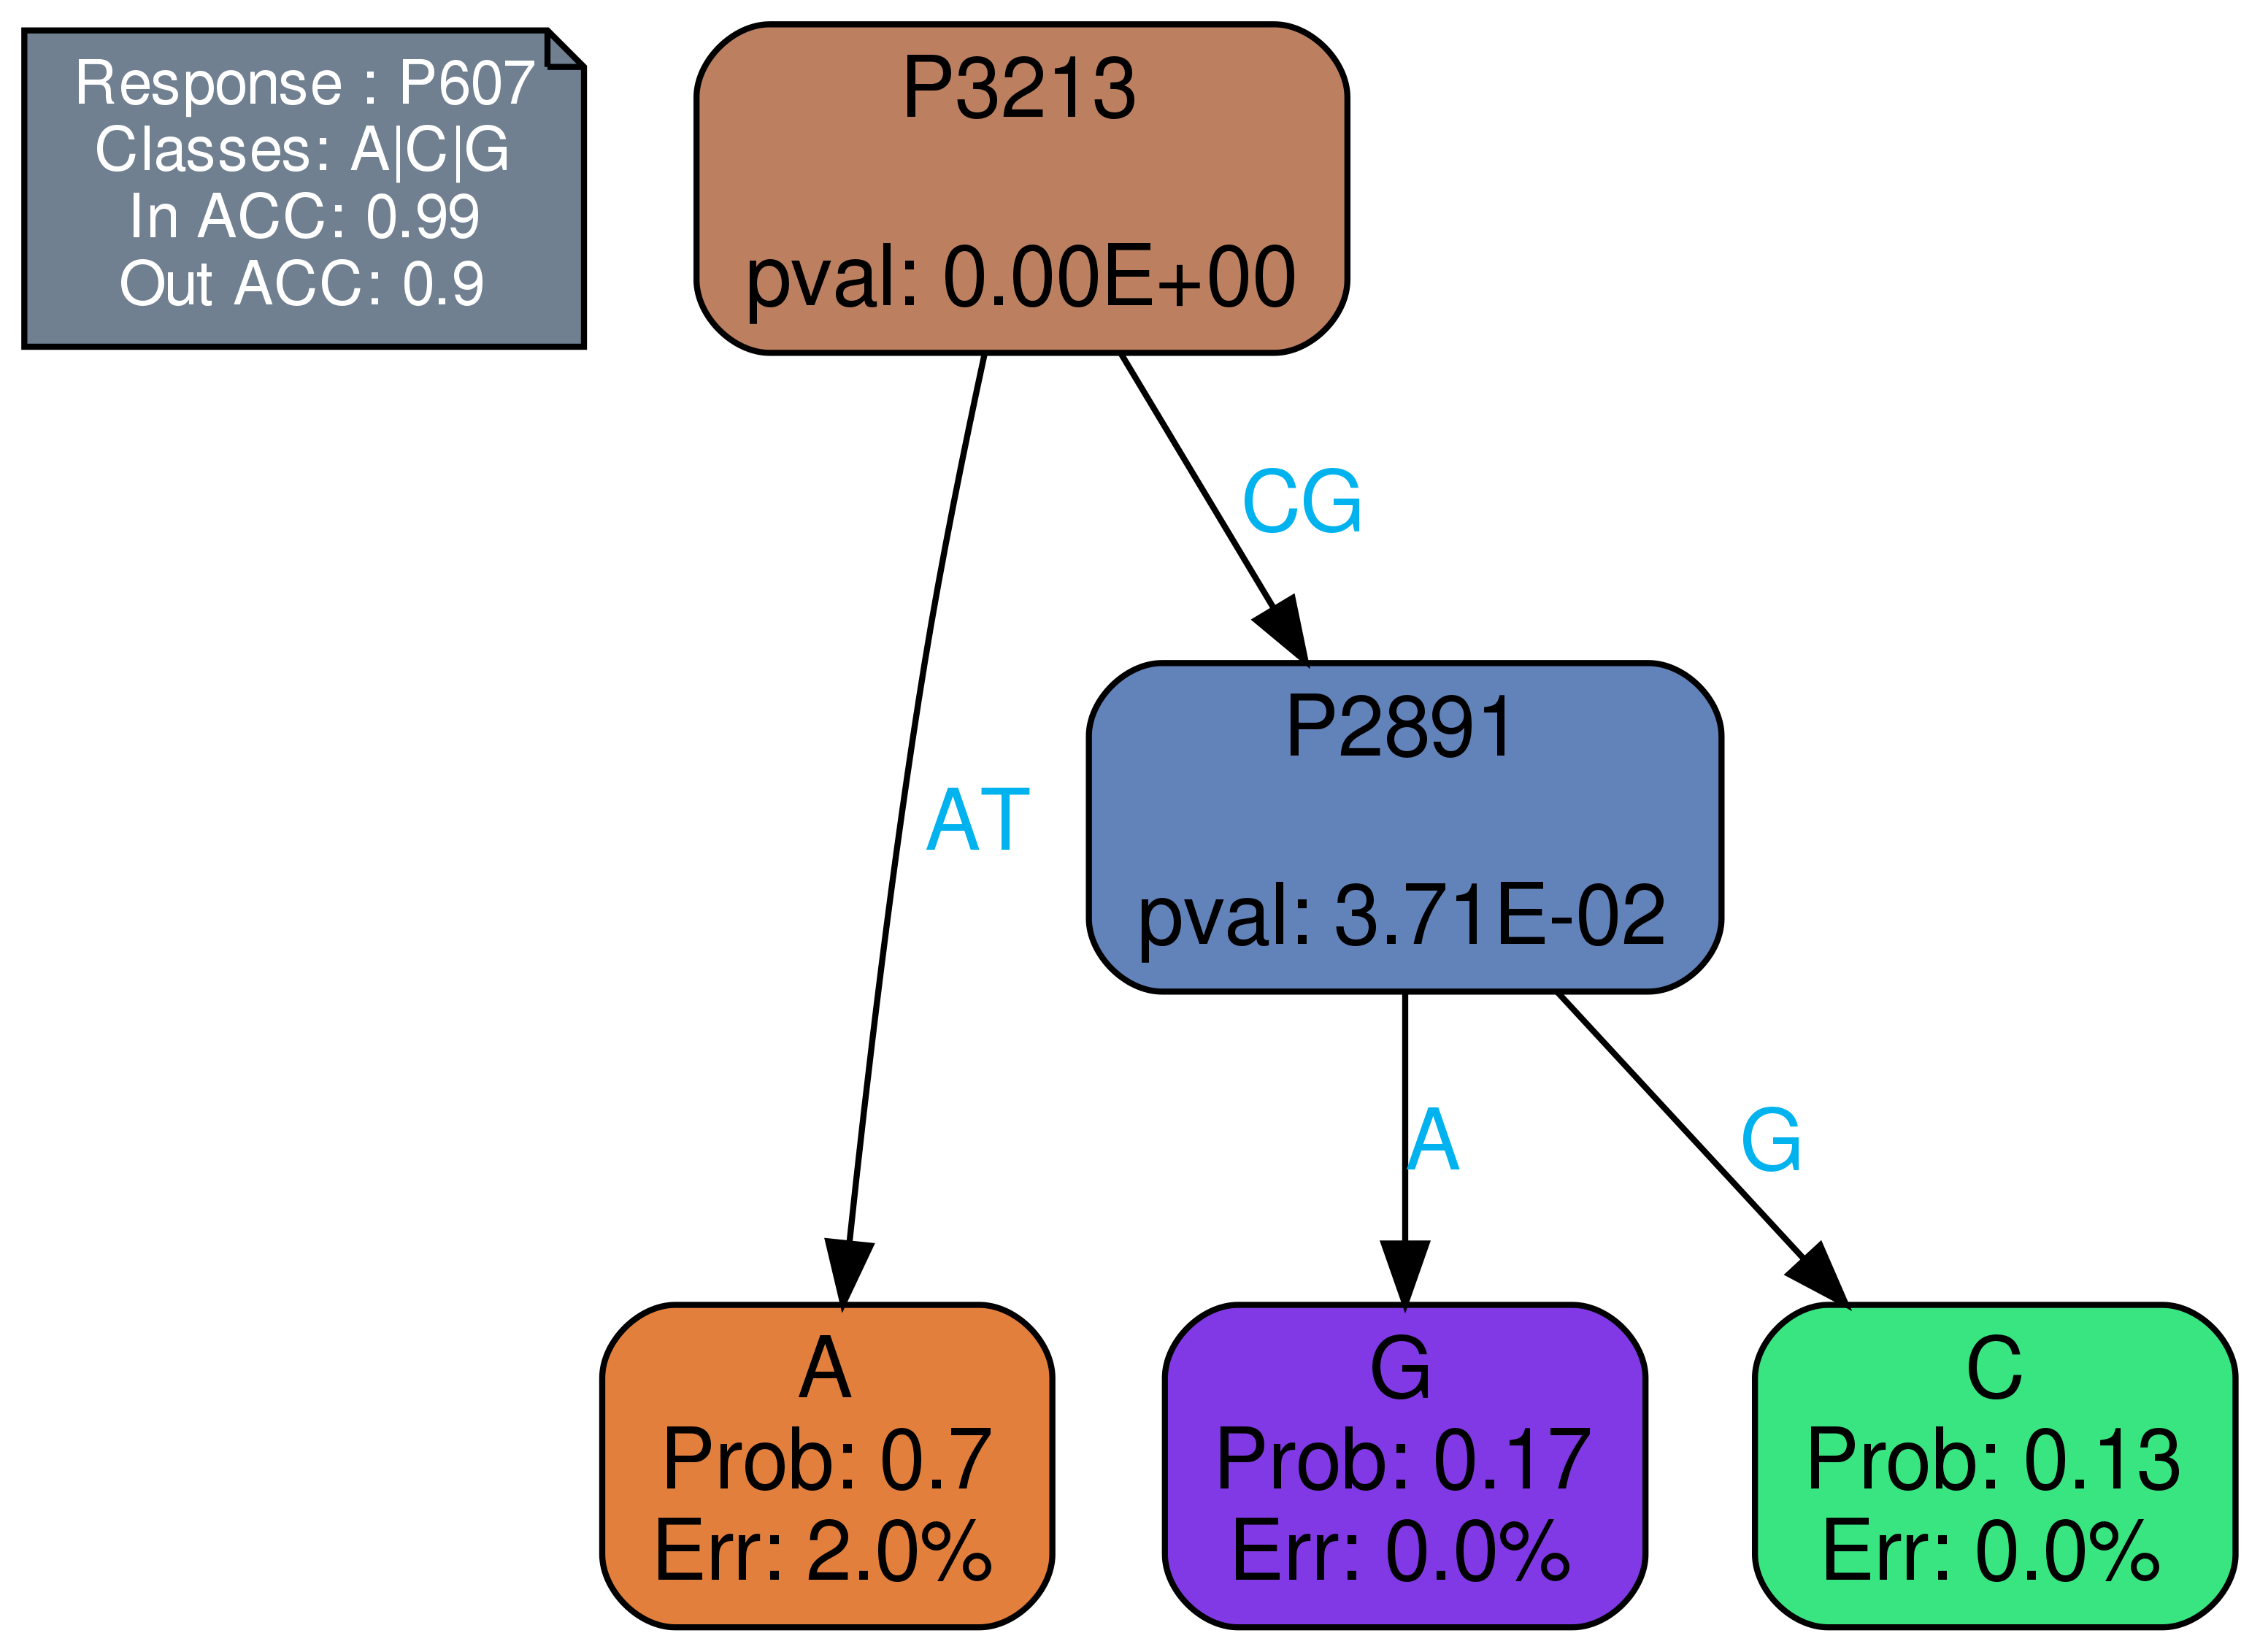 Response : P607
Classes: A|C|G
In ACC: 0.99
Out ACC: 0.9
P3213
pval: 0.00E+00
CG
P2891
pval: 3.71E-02
AT
A
G
A
Prob: 0.7
Err: 2.0%
G
Prob: 0.17
Err: 0.0%
C
Prob: 0.13
Err: 0.0%